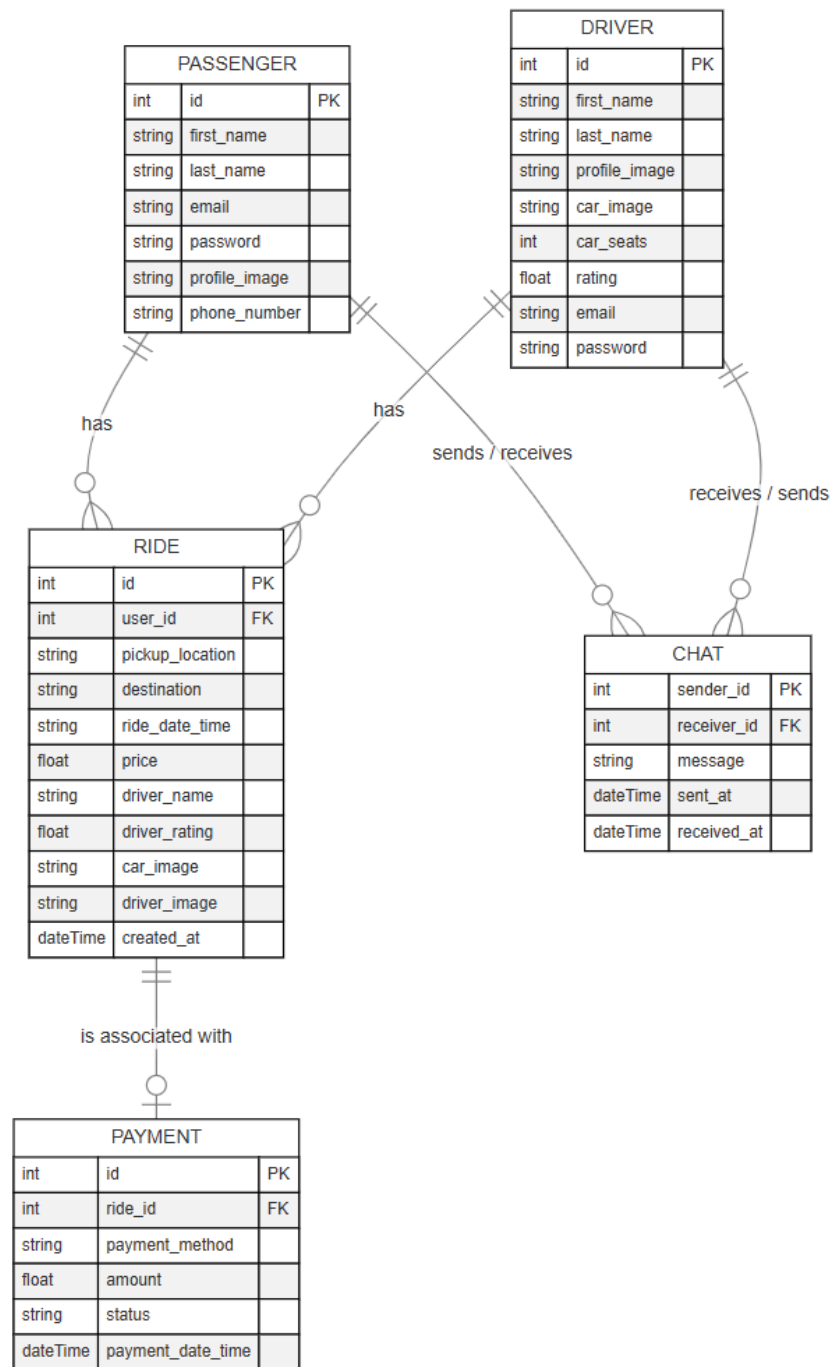 PASSENGER
int id PK
string first_name
string last_name
string email
string password
string profile_image
string phone_number
DRIVER
int id PK
string first_name
string last_name
string profile_image
string car_image
int car_seats
float rating
string email
string password
has
has
sends / receives
receives / sends
RIDE
int id PK
int user_id FK
string pickup_location
string destination
string ride_date_time
float price
string driver_name
float driver_rating
string car_image
string driver_image
dateTime created_at
CHAT
int sender_id PK
int receiver_id FK
string message
dateTime sent_at
dateTime received_at
is associated with
PAYMENT
int id PK
int ride_id FK
string payment_method
float amount
string status
dateTime payment_date_time